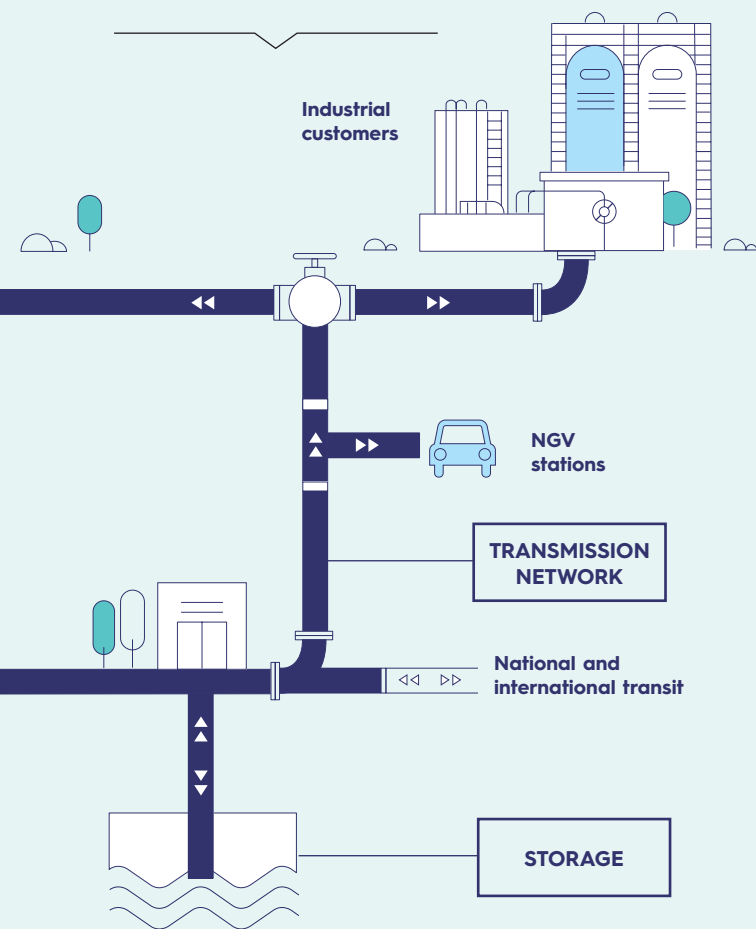 Industrial
customers
NGV
stations
TRANSMISSION
NETWORK
National and
international transit
STORAGE